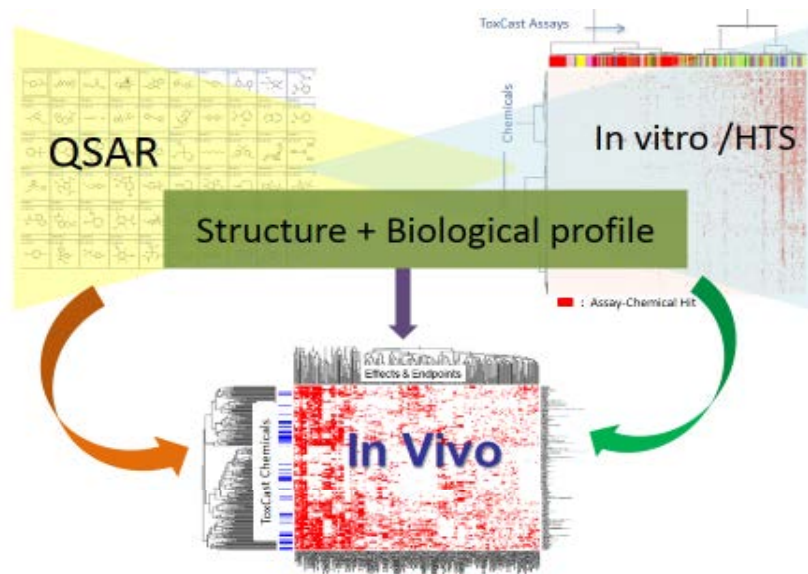 ToxCast Assays
Chemicals
QSAR
In vitro /HTS
Structure + Biological profile
: Assay-Chemical Hit
Effects & Endpoints
ToxCast Chemicals
In Vivo